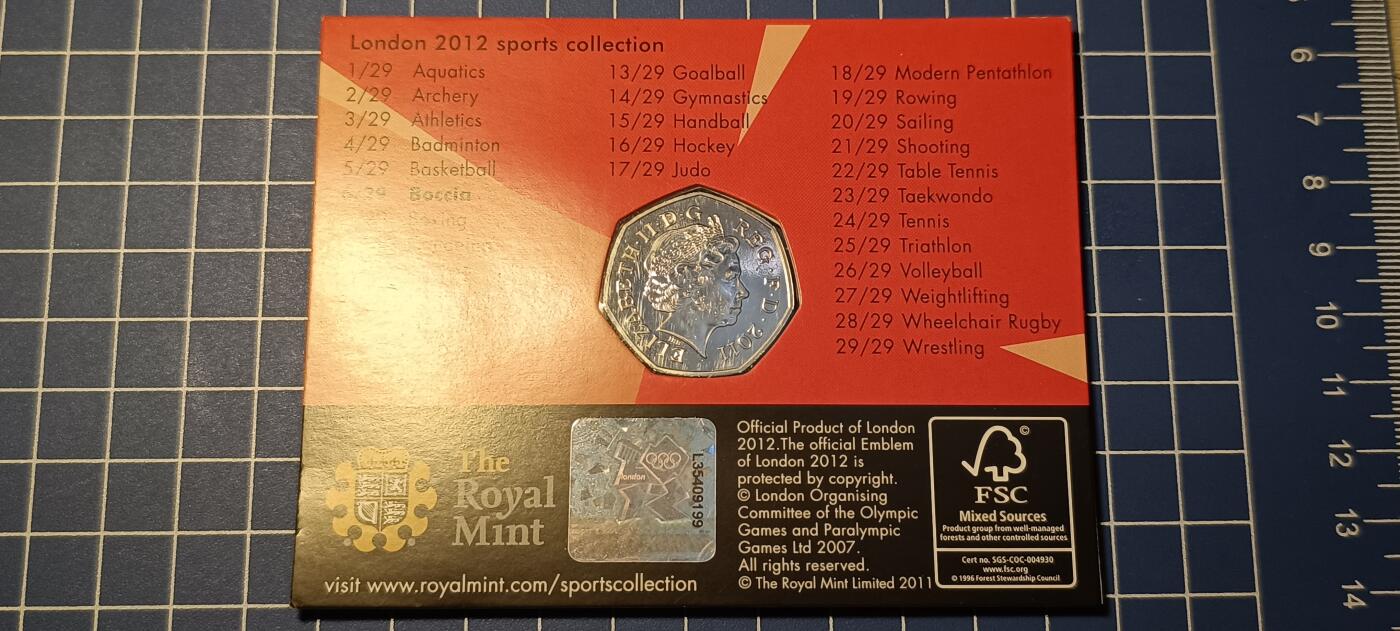 London 2012 sports collection
1/29 Aquatics
2/29 Archery
3/29 Athletics
4/29 Badminton
5/29 Basketball
Boccia
13/29 Goalball
14/29 Gymnastics
15/29 Handball
16/29 Hockey
17/29 Judo
18/29 Modern Pentathlon
19/29 Rowing
20/29 Sailing
21/29 Shooting
22/29 Table Tennis
23/29 Taekwondo
24/29 Tennis
25/29 Triathlon
26/29 Volleyball
27/29 Weightlifting
28/29 Wheelchair Rugby
29/29 Wrestling
ELIZABETH·II·D·G REG·F·D·2011
The
Royal
Mint
visit www.royalmint.com/sportscollection
london
L35409199
Official Product of London
2012.The official Emblem
of London 2012 is
protected by copyright.
© London Organising
Committee of the Olympic
Games and Paralympic
Games Ltd 2007.
All rights reserved.
© The Royal Mint Limited 2011
©
FSC
Mixed Sources
Product group from well-managed
forests and other controlled sources
Cert no. SGS-COC-004930
www.fsc.org
© 1996 Forest Stewardship Council
6
7
8
9
10
11
12
13
14